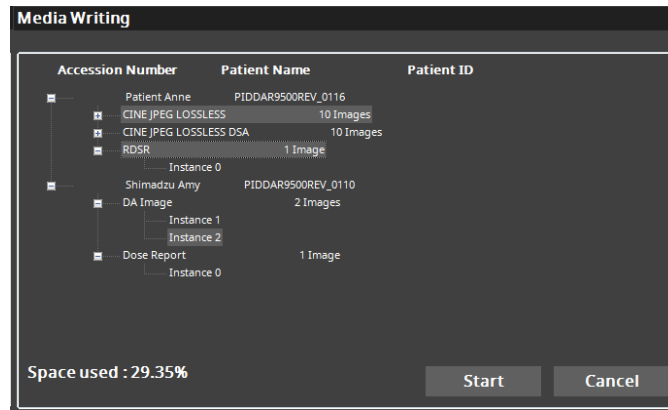 Media Writing
Accession Number Patient Name Patient ID
Patient Anne PIDDAR9500REV_0116
CINE JPEG LOSSLESS 10 Images
CINE JPEG LOSSLESS DSA 10 Images
RDSR 1 Image
Instance 0
Shimadzu Amy PIDDAR9500REV_0110
DA Image 2 Images
Instance 1
Instance 2
Dose Report 1 Image
Instance 0
Space used : 29.35%
Start Cancel